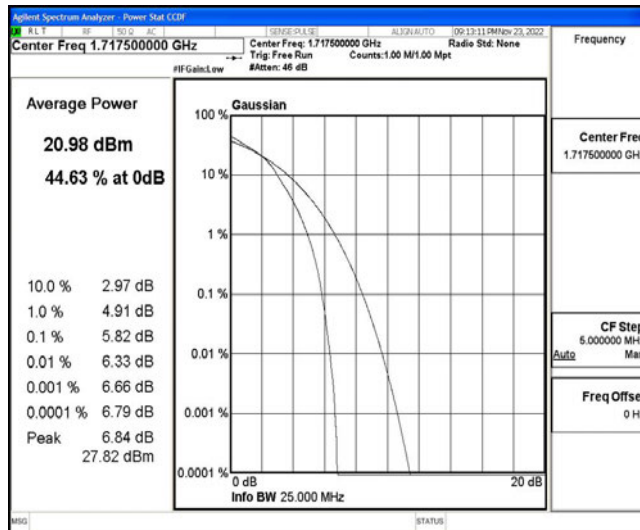 Agilent Spectrum Analyzer - Power Stat CCDF
R L T RF 50 Ω AC SENSE:PULSE ALIGN AUTO 09:13:11 PM Nov 23, 2022
Center Freq 1.717500000 GHz
Center Freq: 1.717500000 GHz Radio Std: None
Trig: Free Run Counts:1.00 M/1.00 Mpt
#IFGain:Low #Atten: 46 dB
Frequency
Average Power
20.98 dBm
44.63 % at 0dB
10.0 % 2.97 dB
1.0 % 4.91 dB
0.1 % 5.82 dB
0.01 % 6.33 dB
0.001 % 6.66 dB
0.0001 % 6.79 dB
Peak 6.84 dB
27.82 dBm
Gaussian
100 %
10 %
1 %
0.1 %
0.01 %
0.001 %
0.0001 %
0 dB 20 dB
Info BW 25.000 MHz
Center Freq
1.717500000 GH
CF Step
5.000000 MH
Auto Ma
Freq Offse
0 H
MSG STATUS